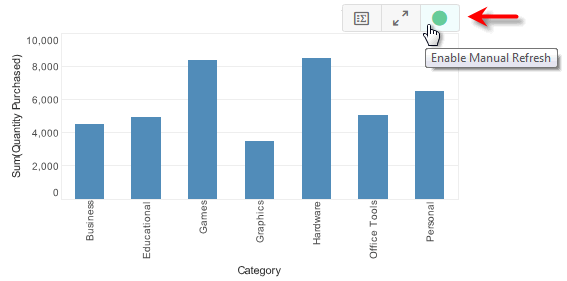 Enable Manual Refresh
Sum(Quantity Purchased)
10,000
8,000
6,000
4,000
2,000
0
Business
Educational
Games
Graphics
Hardware
Office Tools
Personal
Category